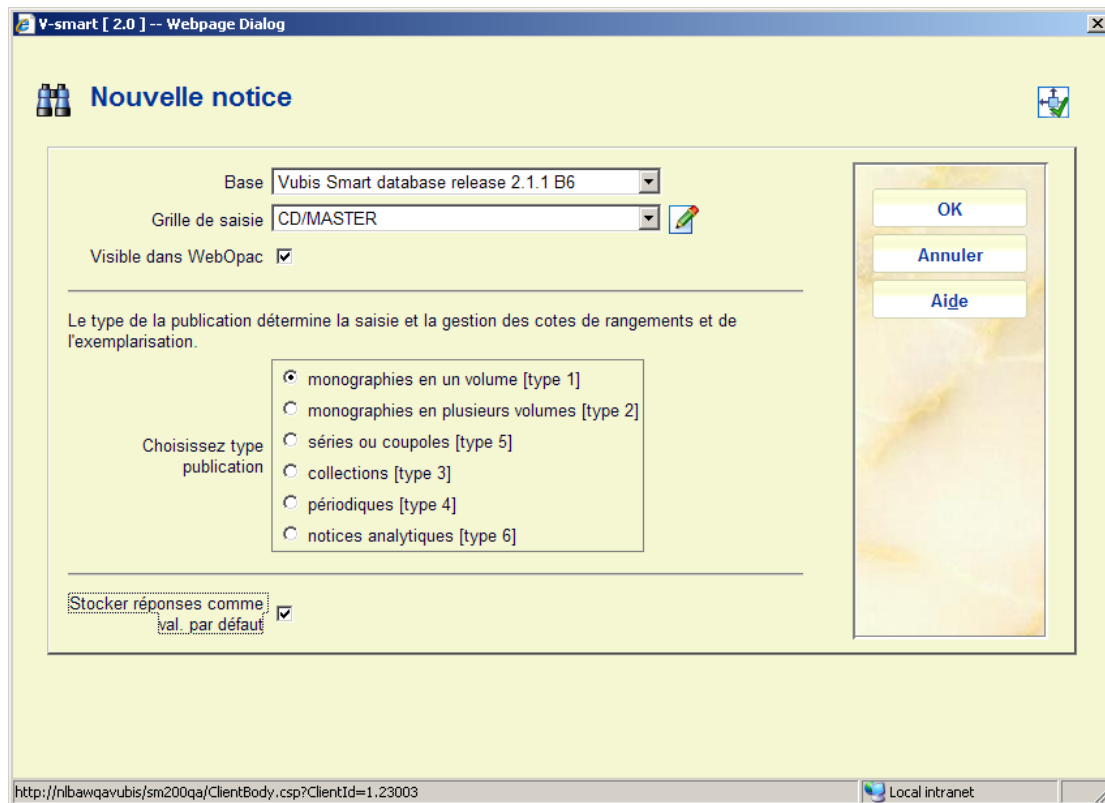 V-smart [ 2.0 ] -- Webpage Dialog
Nouvelle notice
Base Vubis Smart database release 2.1.1 B6
Grille de saisie CD/MASTER
Visible dans WebOpac
OK
Annuler
Aide
Le type de la publication détermine la saisie et la gestion des cotes de rangements et de
l'exemplarisation.
Choisissez type
publication
monographies en un volume [type 1]
monographies en plusieurs volumes [type 2]
séries ou coupoles [type 5]
collections [type 3]
périodiques [type 4]
notices analytiques [type 6]
Stocker réponses comme
val. par défaut
http://nlbawqavubis/sm200qa/ClientBody.csp?ClientId=1.23003
Local intranet